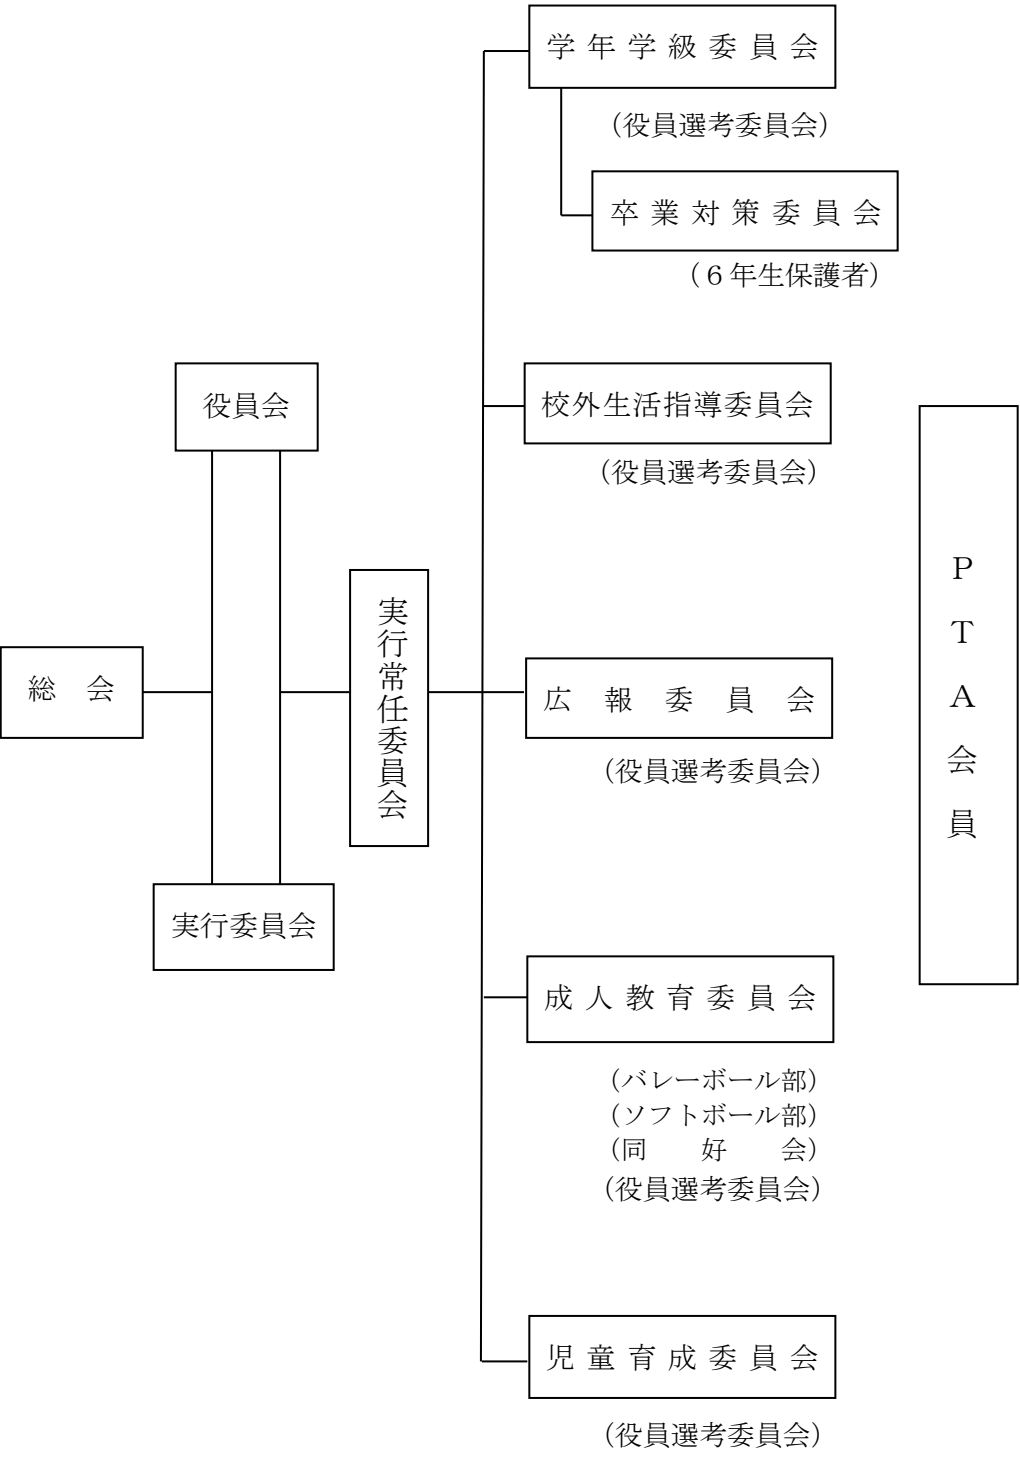 学年学級委員会
（役員選考委員会）
卒業対策委員会
（６年生保護者）
役員会
校外生活指導委員会
（役員選考委員会）
ＰＴＡ会員
実行常任委員会
総　会
広報委員会
（役員選考委員会）
実行委員会
成人教育委員会
（バレーボール部）
（ソフトボール部）
（同　好　会）
（役員選考委員会）
児童育成委員会
（役員選考委員会）